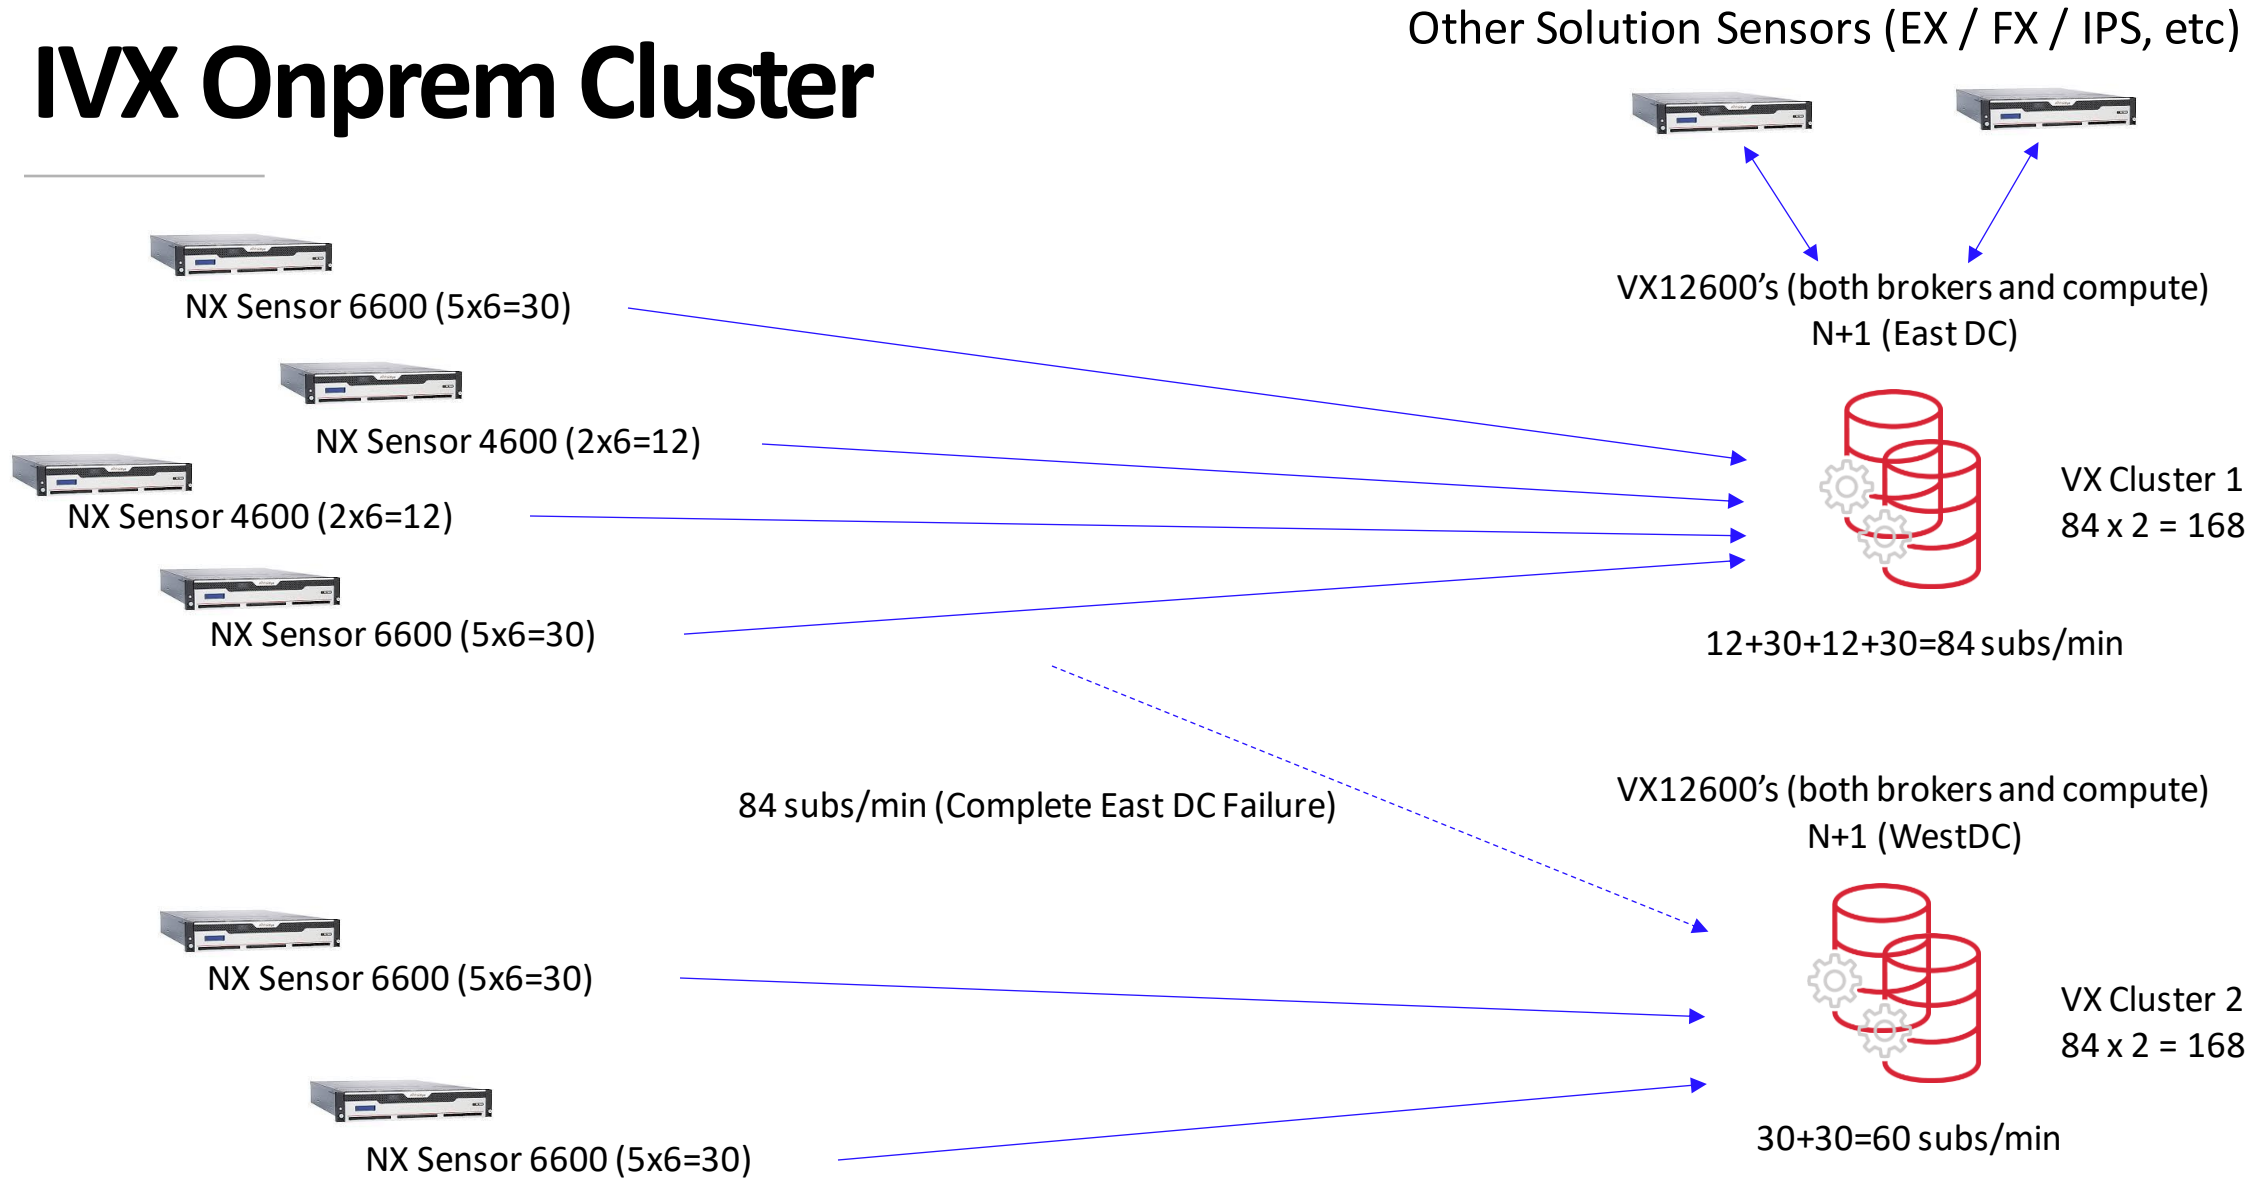 Other Solution Sensors (EX / FX / IPS, etc)
IVX Onprem Cluster
VX12600’s (both brokers and compute)
N+1 (East DC)
NX Sensor 6600 (5x6=30)
NX Sensor 4600 (2x6=12)
VX Cluster 1
84 x 2 = 168
NX Sensor 4600 (2x6=12)
NX Sensor 6600 (5x6=30)
12+30+12+30=84 subs/min
84 subs/min (Complete East DC Failure)
VX12600’s (both brokers and compute)
N+1 (WestDC)
NX Sensor 6600 (5x6=30)
VX Cluster 2
84 x 2 = 168
30+30=60 subs/min
NX Sensor 6600 (5x6=30)